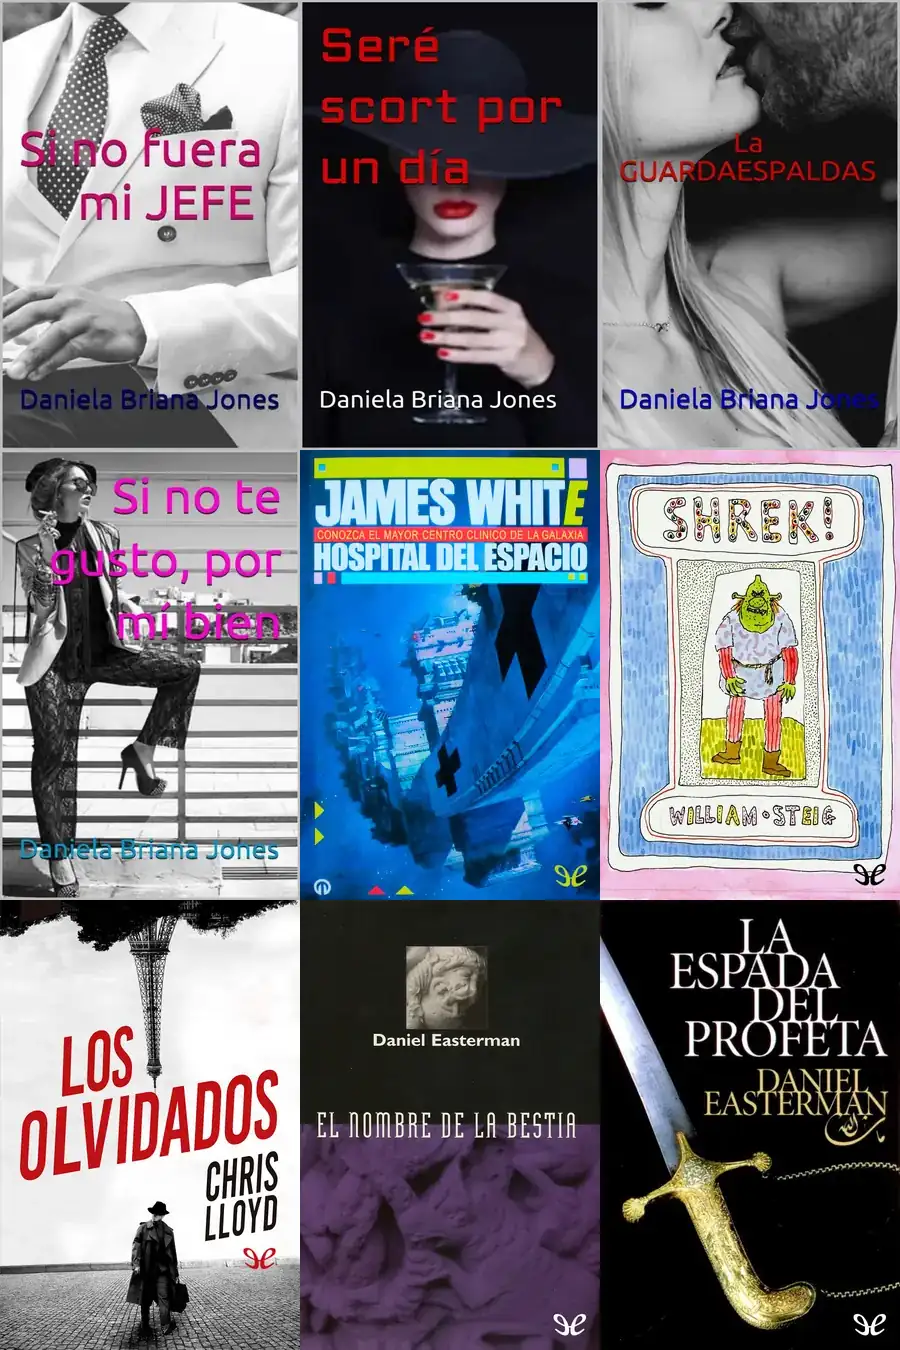 Si no fuera
mi JEFE
Daniela Briana Jones
Seré
scort por
un día
Daniela Briana Jones
La
GUARDAESPALDAS
Daniela Briana Jones
Si no te
gusto, por
mí bien
Daniela Briana Jones
JAMES WHITE
CONOZCA EL MAYOR CENTRO CLINICO DE LA GALAXIA
HOSPITAL DEL ESPACIO
SHREK!
WILLIAM • STEIG
LOS
OLVIDADOS
CHRIS
LLOYD
Daniel Easterman
EL NOMBRE DE LA BESTIA
LA
ESPADA
DEL
PROFETA
DANIEL
EASTERMAN